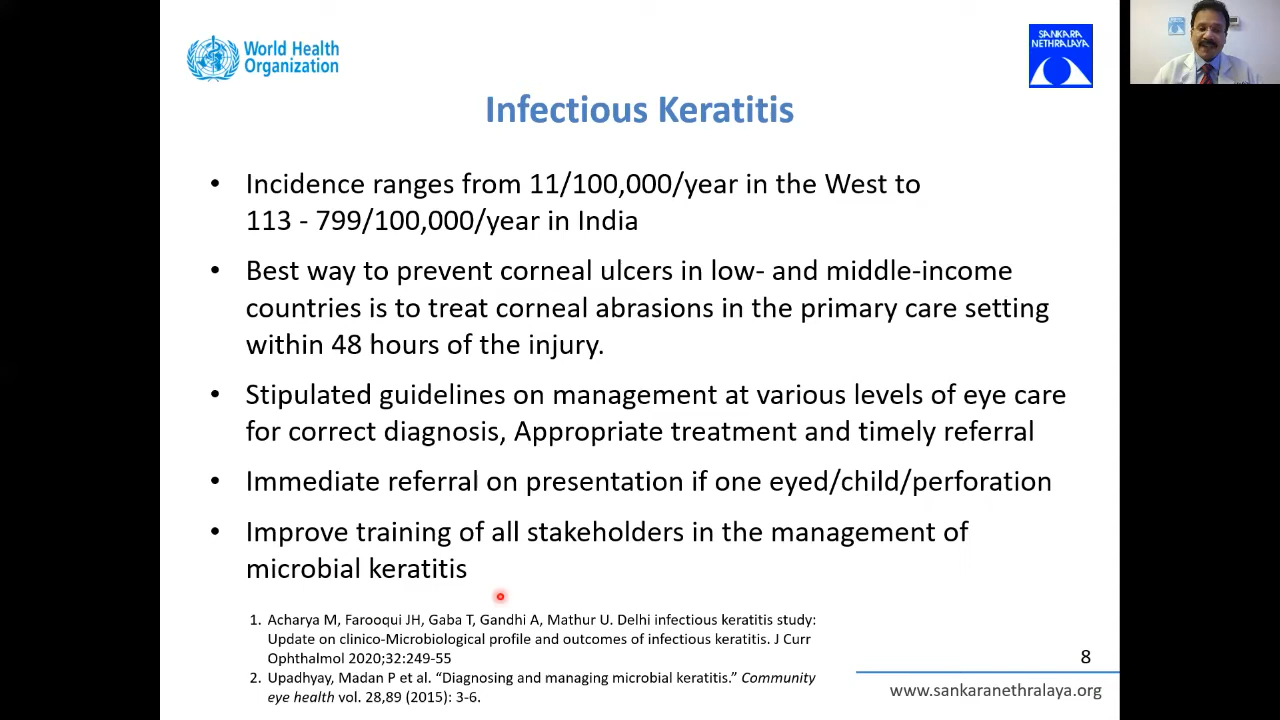 World Health
Organization
SANKARA
NETHRALAYA
Infectious Keratitis
• Incidence ranges from 11/100,000/year in the West to
113 - 799/100,000/year in India
• Best way to prevent corneal ulcers in low- and middle-income
countries is to treat corneal abrasions in the primary care setting
within 48 hours of the injury.
• Stipulated guidelines on management at various levels of eye care
for correct diagnosis, Appropriate treatment and timely referral
• Immediate referral on presentation if one eyed/child/perforation
• Improve training of all stakeholders in the management of
microbial keratitis
1. Acharya M, Farooqui JH, Gaba T, Gandhi A, Mathur U. Delhi infectious keratitis study:
Update on clinico-Microbiological profile and outcomes of infectious keratitis. J Curr
Ophthalmol 2020;32:249-55
2. Upadhyay, Madan P et al. “Diagnosing and managing microbial keratitis.” Community
eye health vol. 28,89 (2015): 3-6.
8
www.sankaranethralaya.org